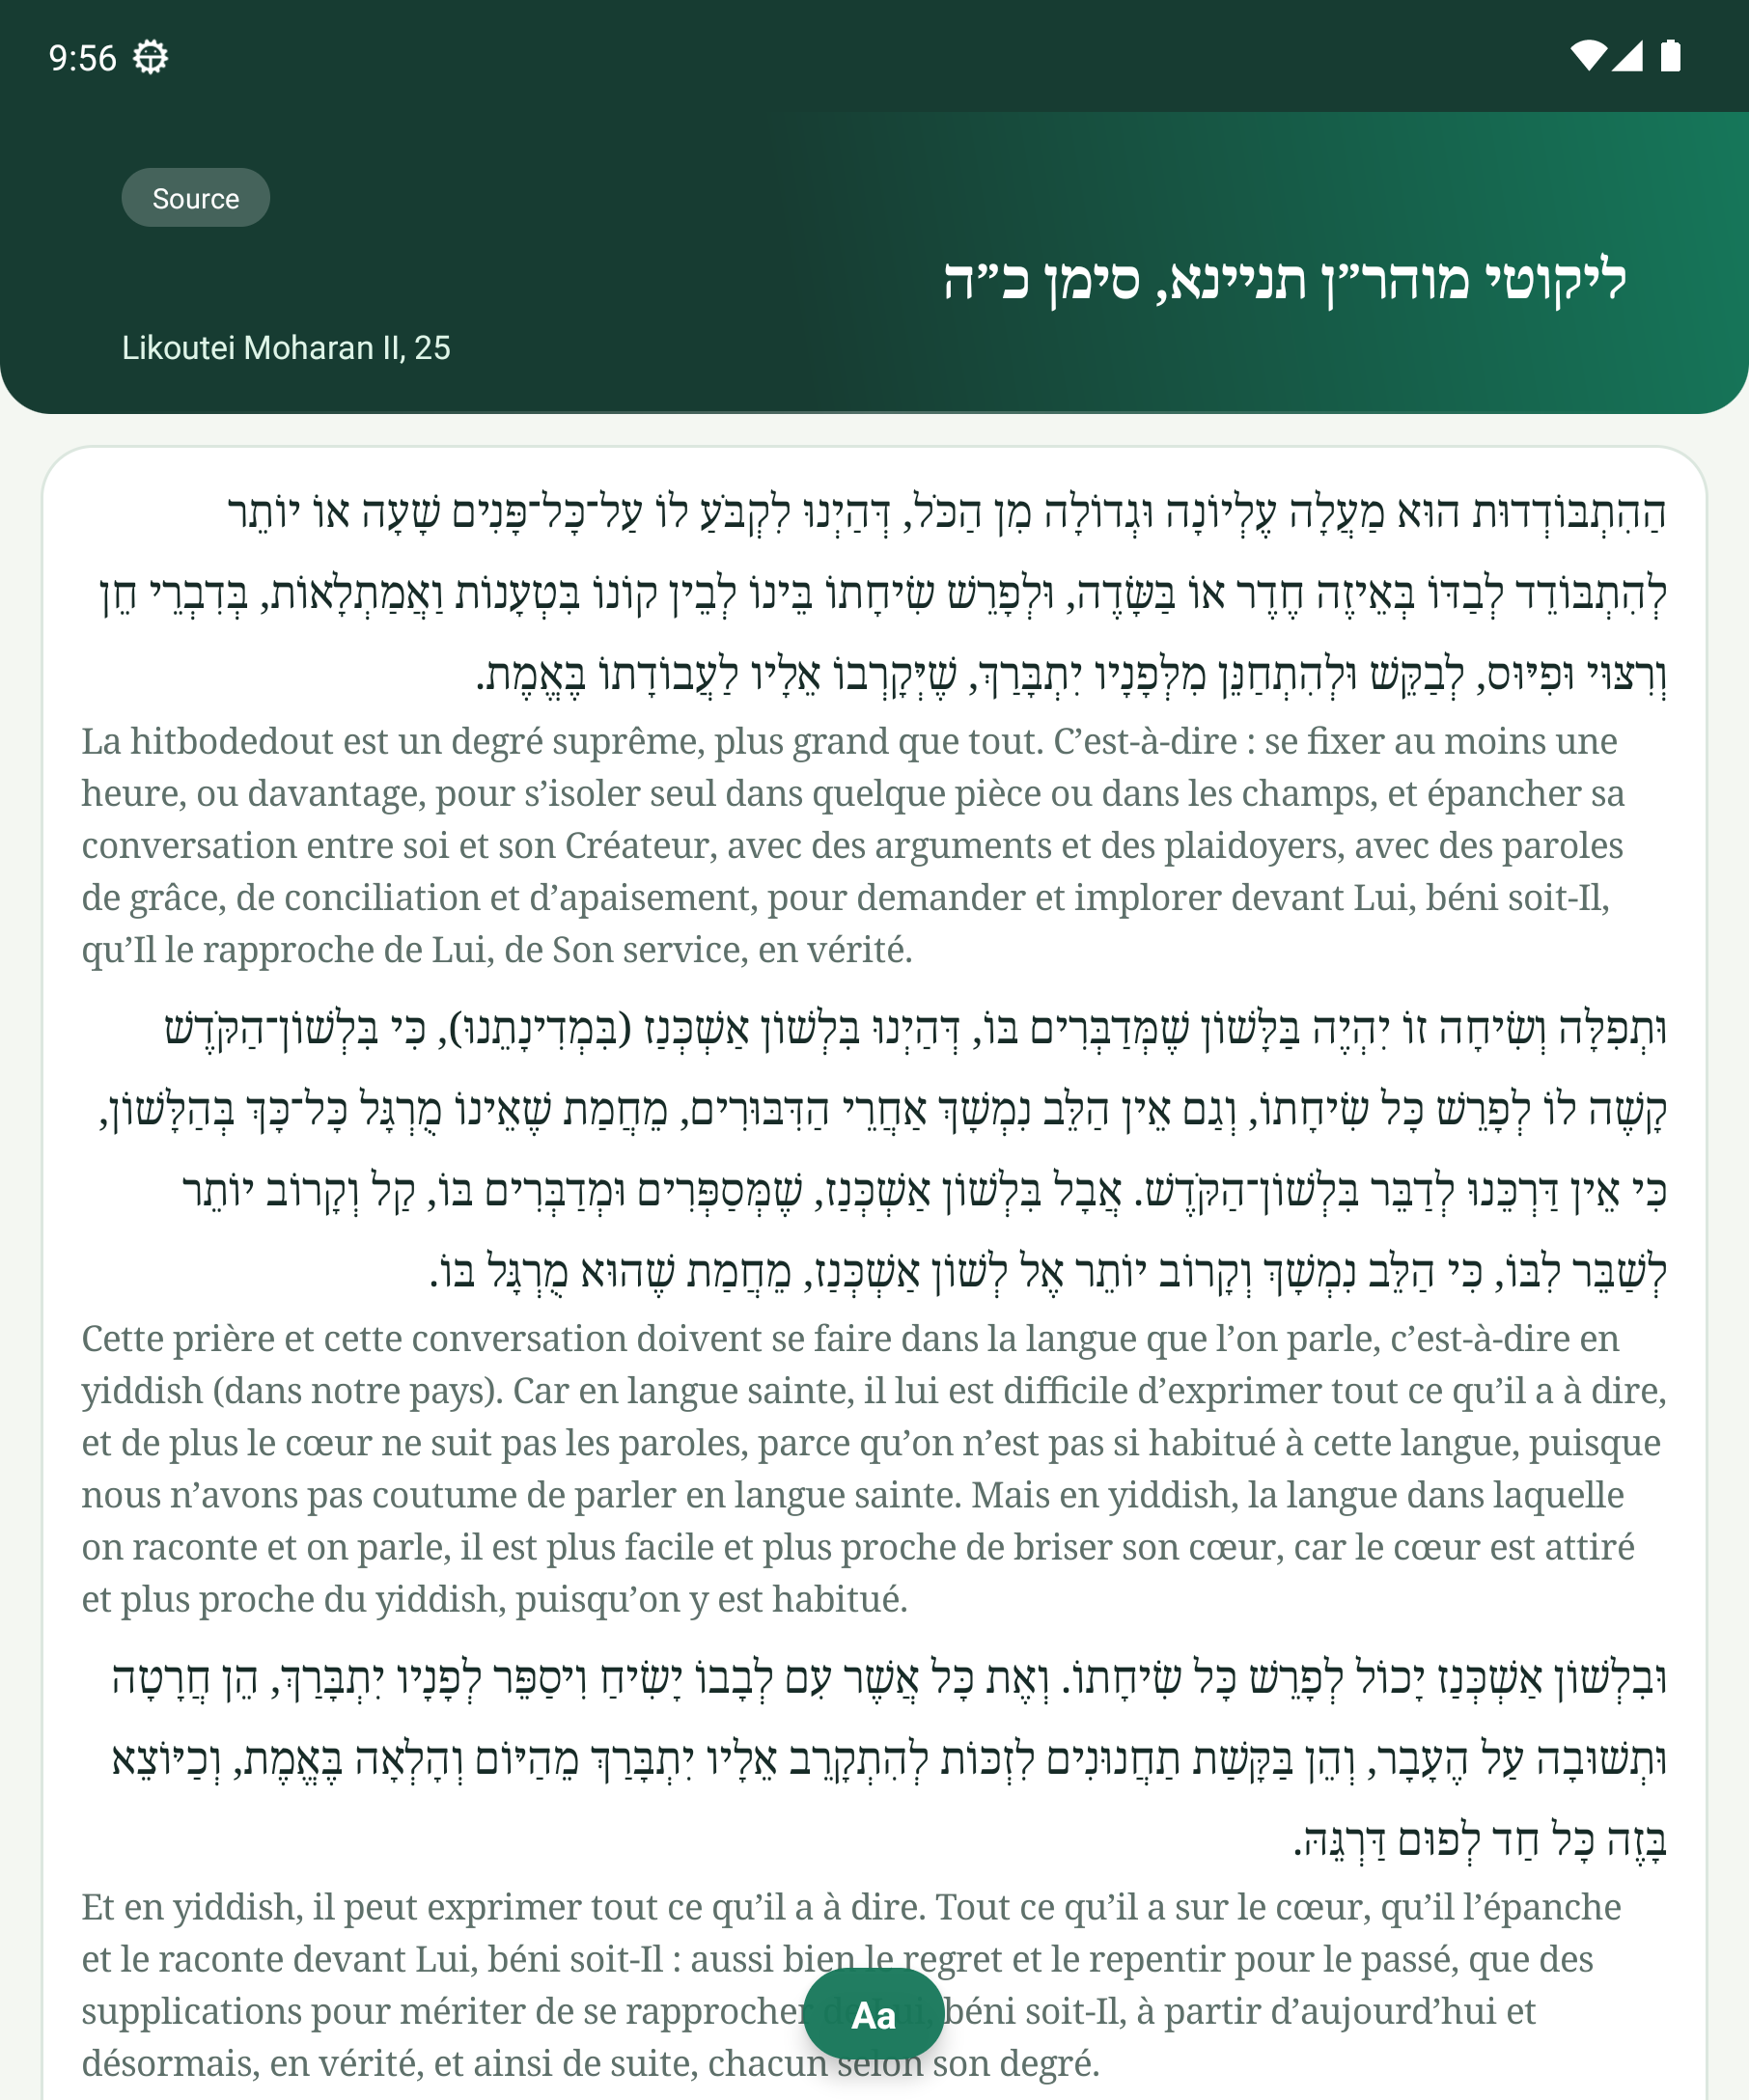 9:56
Source
ליקוטי מוהר”ן תניינא, סימן כ”ה
Likoutei Moharan II, 25
הַהִתְבּוֹדְדוּת הוּא מַעֲלָה עֶלְיוֹנָה וּגְדוֹלָה מִן הַכֹּל, דְּהַיְנוּ לִקְבֹּעַ לוֹ עַל־כָּל־פָּנִים שָׁעָה אוֹ יוֹתֵר
לְהִתְבּוֹדֵד לְבַדּוֹ בְּאֵיזֶה חֶדֶר אוֹ בַּשָּׂדֶה, וּלְפָרֵשׁ שִׂיחָתוֹ בֵּינוֹ לְבֵין קוֹנוֹ בִּטְעָנוֹת וַאֲמַתְלָאוֹת, בְּדִבְרֵי חֵן
וְרִצּוּי וּפִיּוּס, לְבַקֵּשׁ וּלְהִתְחַנֵּן מִלְּפָנָיו יִתְבָּרַךְ, שֶׁיְּקָרְבוֹ אֵלָיו לַעֲבוֹדָתוֹ בֶּאֱמֶת.
La hitbodedout est un degré suprême, plus grand que tout. C’est-à-dire : se fixer au moins une
heure, ou davantage, pour s’isoler seul dans quelque pièce ou dans les champs, et épancher sa
conversation entre soi et son Créateur, avec des arguments et des plaidoyers, avec des paroles
de grâce, de conciliation et d’apaisement, pour demander et implorer devant Lui, béni soit-Il,
qu’Il le rapproche de Lui, de Son service, en vérité.
וּתְפִלָּה וְשִׂיחָה זוֹ יִהְיֶה בַּלָּשׁוֹן שֶׁמְּדַבְּרִים בּוֹ, דְּהַיְנוּ בִּלְשׁוֹן אַשְׁכְּנַז (בִּמְדִינָתֵנוּ), כִּי בִּלְשׁוֹן־הַקֹּדֶשׁ
קָשֶׁה לוֹ לְפָרֵשׁ כָּל שִׂיחָתוֹ, וְגַם אֵין הַלֵּב נִמְשָׁךְ אַחֲרֵי הַדִּבּוּרִים, מֵחֲמַת שֶׁאֵינוֹ מֻרְגָּל כָּל־כָּךְ בְּהַלָּשׁוֹן,
כִּי אֵין דַּרְכֵּנוּ לְדַבֵּר בִּלְשׁוֹן־הַקֹּדֶשׁ. אֲבָל בִּלְשׁוֹן אַשְׁכְּנַז, שֶׁמְּסַפְּרִים וּמְדַבְּרִים בּוֹ, קַל וְקָרוֹב יוֹתֵר
לְשַׁבֵּר לִבּוֹ, כִּי הַלֵּב נִמְשָׁךְ וְקָרוֹב יוֹתֵר אֶל לְשׁוֹן אַשְׁכְּנַז, מֵחֲמַת שֶׁהוּא מֻרְגָּל בּוֹ.
Cette prière et cette conversation doivent se faire dans la langue que l’on parle, c’est-à-dire en
yiddish (dans notre pays). Car en langue sainte, il lui est difficile d’exprimer tout ce qu’il a à dire,
et de plus le cœur ne suit pas les paroles, parce qu’on n’est pas si habitué à cette langue, puisque
nous n’avons pas coutume de parler en langue sainte. Mais en yiddish, la langue dans laquelle
on raconte et on parle, il est plus facile et plus proche de briser son cœur, car le cœur est attiré
et plus proche du yiddish, puisqu’on y est habitué.
וּבִלְשׁוֹן אַשְׁכְּנַז יָכוֹל לְפָרֵשׁ כָּל שִׂיחָתוֹ. וְאֶת כָּל אֲשֶׁר עִם לְבָבוֹ יָשִׂיחַ וִיסַפֵּר לְפָנָיו יִתְבָּרַךְ, הֵן חֲרָטָה
וּתְשׁוּבָה עַל הֶעָבָר, וְהֵן בַּקָּשַׁת תַּחֲנוּנִים לִזְכּוֹת לְהִתְקָרֵב אֵלָיו יִתְבָּרַךְ מֵהַיּוֹם וְהָלְאָה בֶּאֱמֶת, וְכַיּוֹצֵא
בָּזֶה כָּל חַד לְפוּם דַּרְגֵּהּ.
Et en yiddish, il peut exprimer tout ce qu’il a à dire. Tout ce qu’il a sur le cœur, qu’il l’épanche
et le raconte devant Lui, béni soit-Il : aussi bien le regret et le repentir pour le passé, que des
supplications pour mériter de se rapprocher de Lui, béni soit-Il, à partir d’aujourd’hui et
désormais, en vérité, et ainsi de suite, chacun selon son degré.
Aa